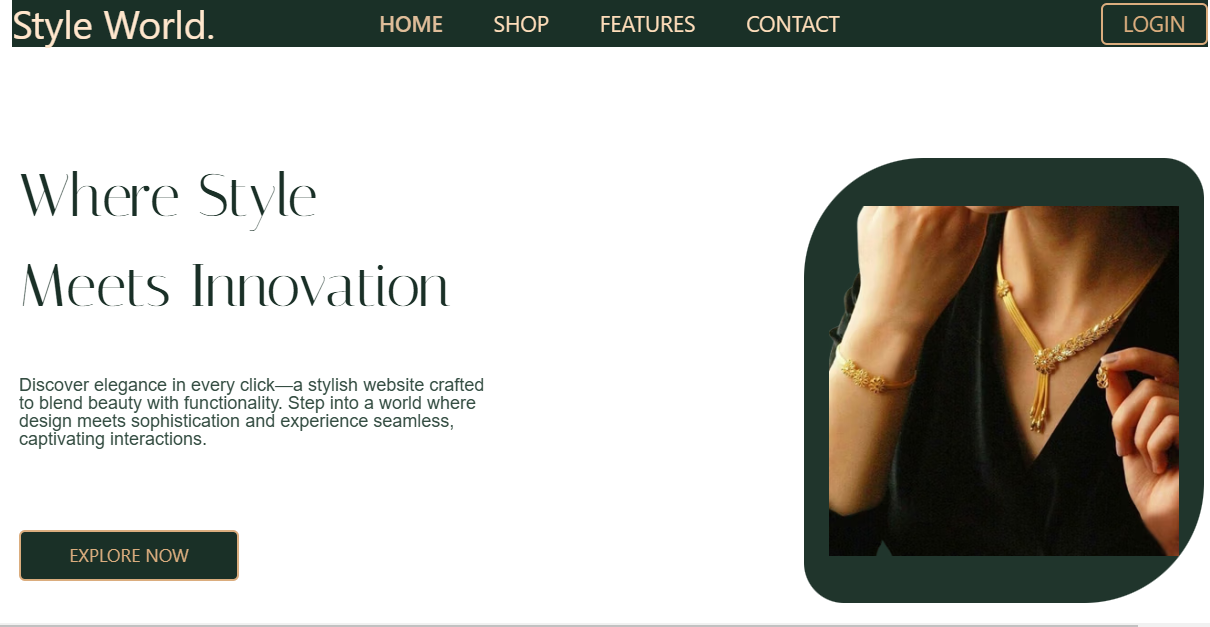 Style World.
HOME
SHOP
FEATURES
CONTACT
LOGIN
Where Style
Meets Innovation
Discover elegance in every click—a stylish website crafted
to blend beauty with functionality. Step into a world where
design meets sophistication and experience seamless,
captivating interactions.
EXPLORE NOW